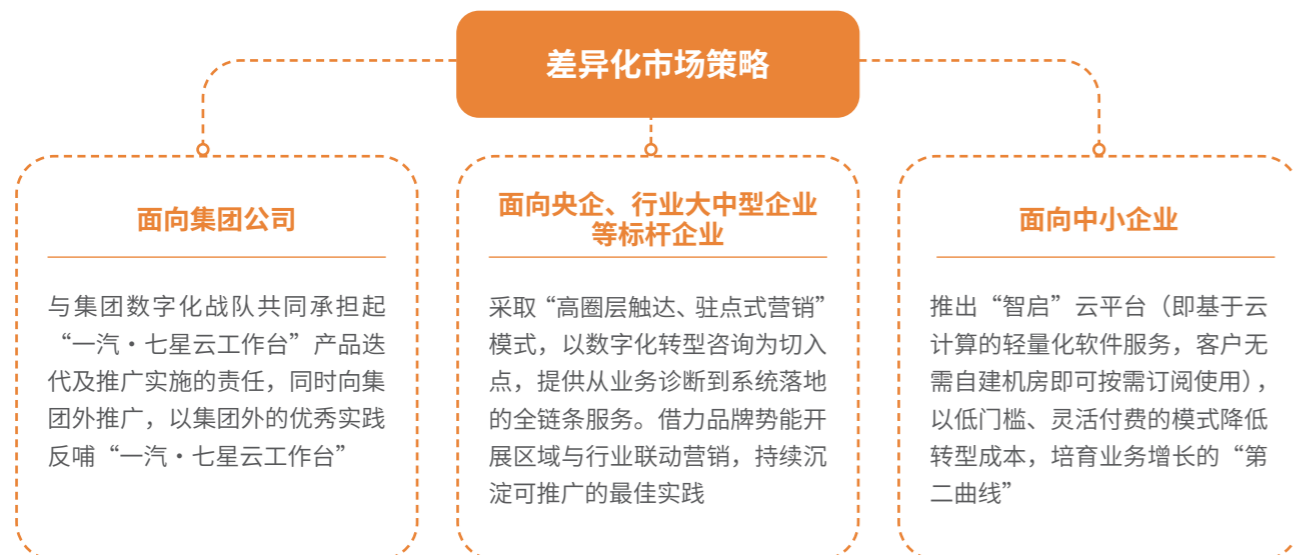 差异化市场策略
面向集团公司
与集团数字化战队共同承担起
“一汽·七星云工作台”产品迭
代及推广实施的责任，同时向集
团外推广，以集团外的优秀实践
反哺“一汽·七星云工作台”
面向央企、行业大中型企业
等标杆企业
采取“高圈层触达、驻点式营销”
模式，以数字化转型咨询为切入
点，提供从业务诊断到系统落地
的全链条服务。借力品牌势能开
展区域与行业联动营销，持续沉
淀可推广的最佳实践
面向中小企业
推出“智启”云平台（即基于云
计算的轻量化软件服务，客户无
需自建机房即可按需订阅使用），
以低门槛、灵活付费的模式降低
转型成本，培育业务增长的“第
二曲线”